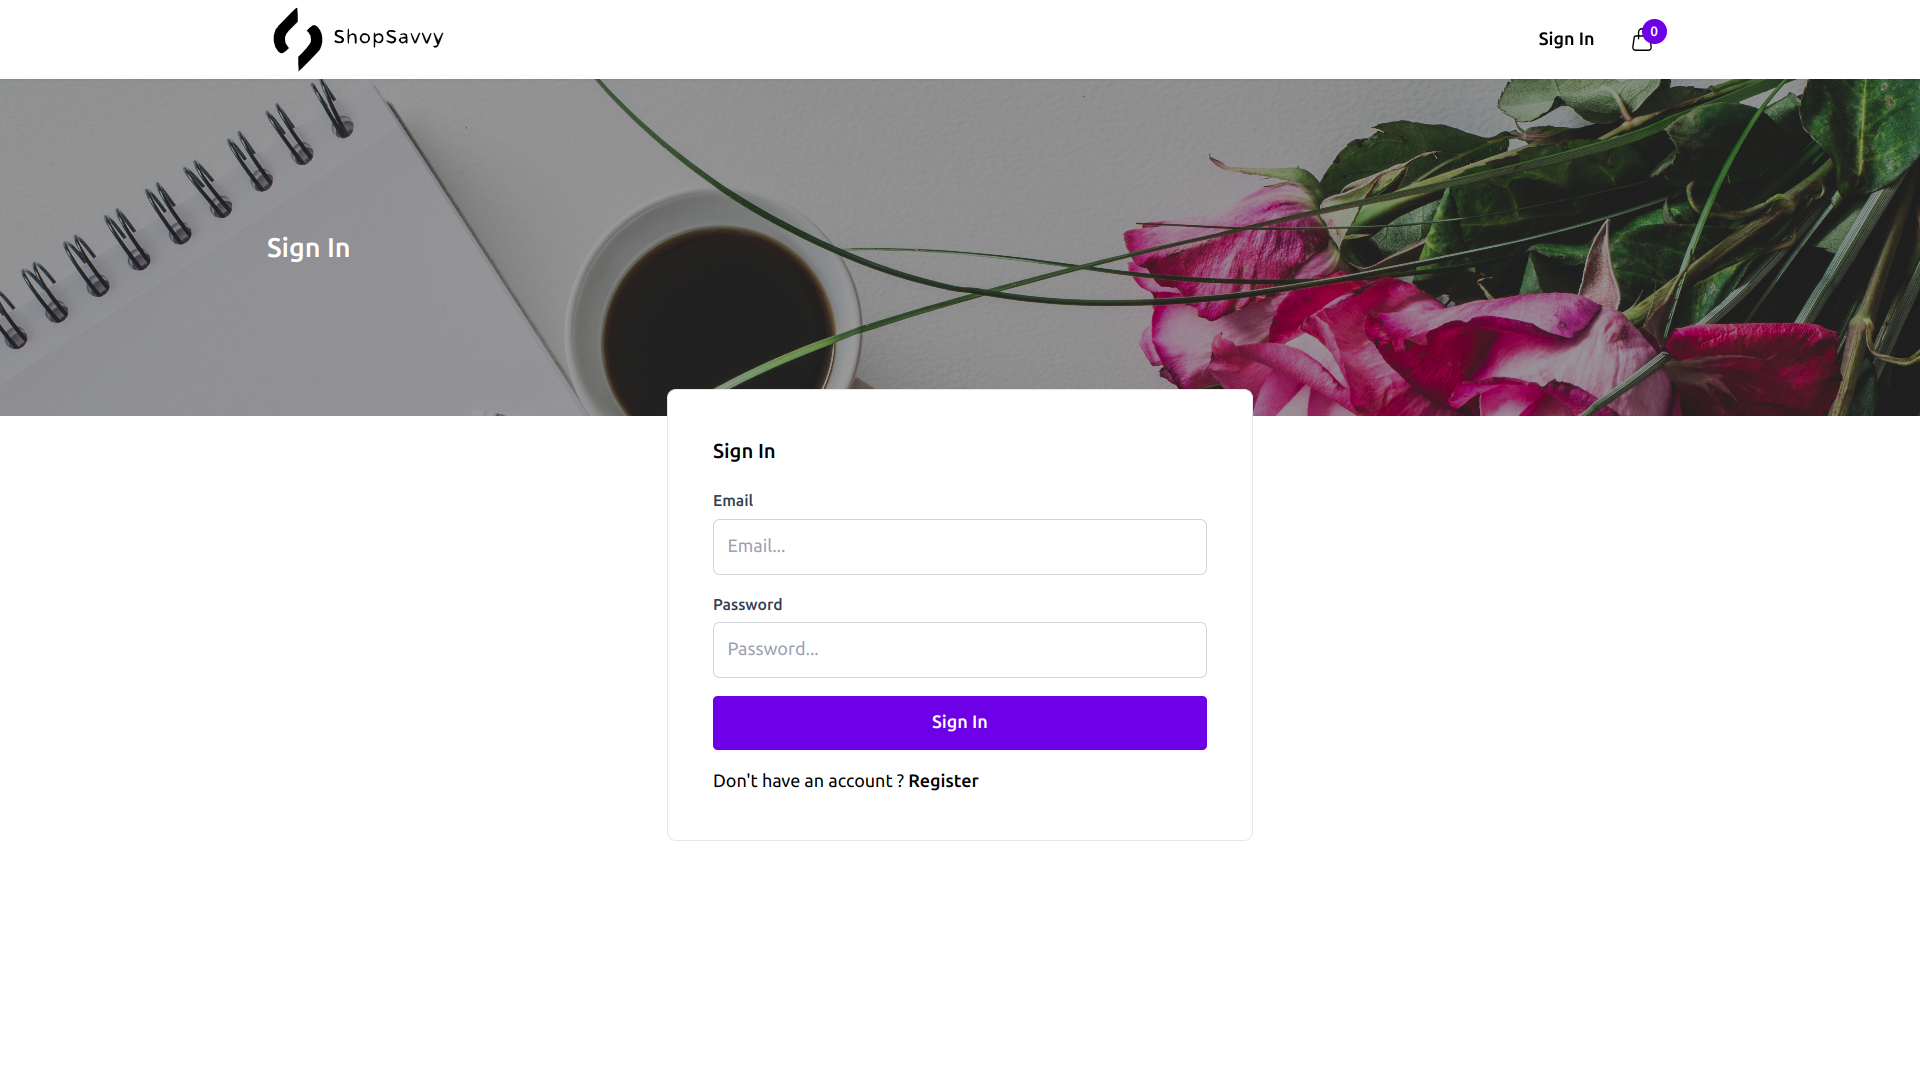 ShopSavvy
Sign In
0
Sign In
Sign In
Email
Email...
Password
Password...
Sign In
Don't have an account ? Register